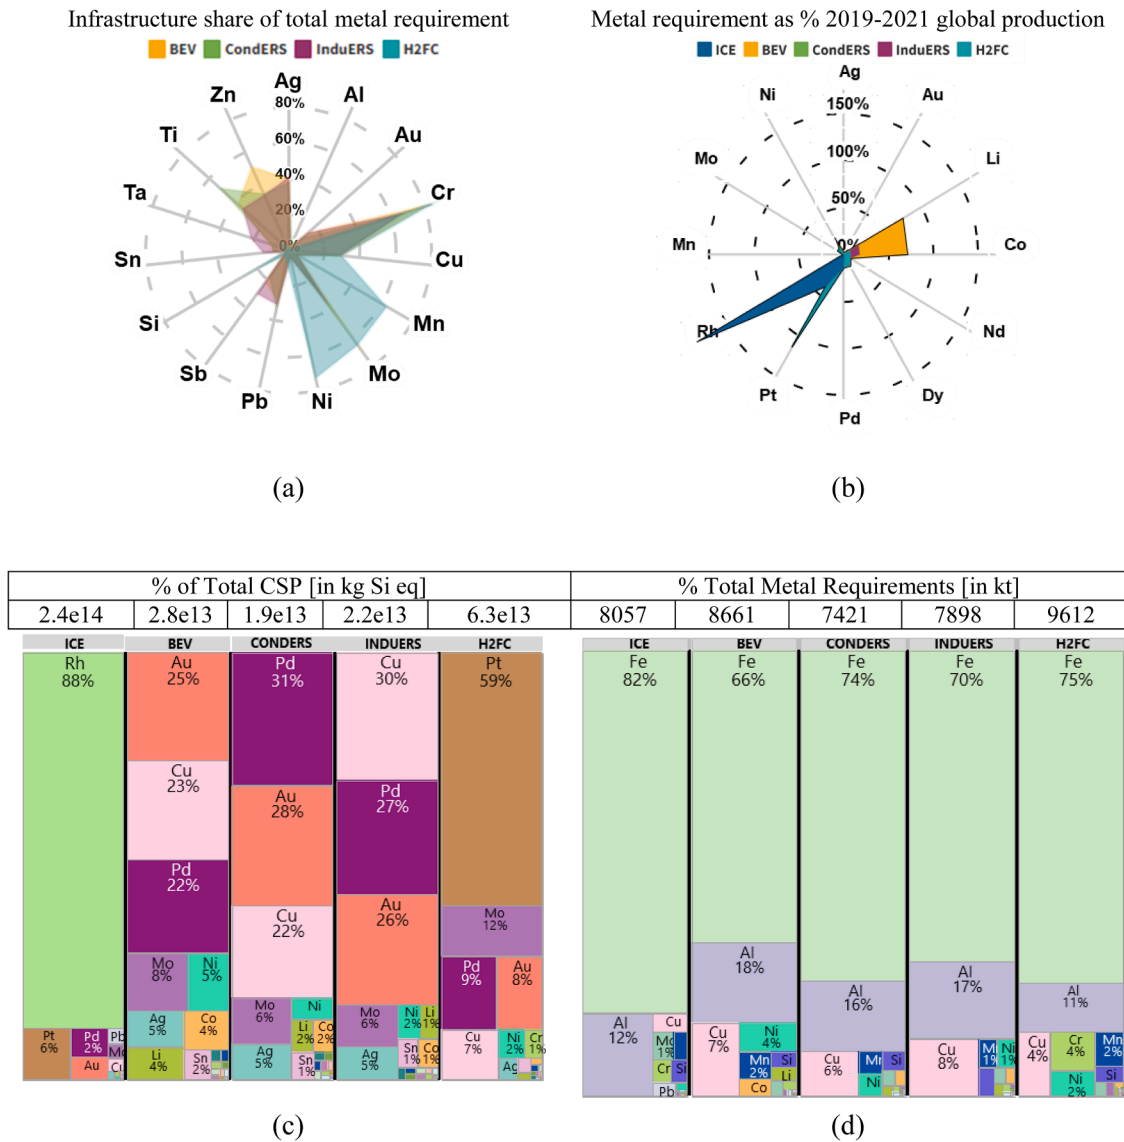 Infrastructure share of total metal requirement
BEV CondERS InduERS H2FC
Ag
80%
60%
40%
20%
0%
Al
Au
Cr
Cu
Mn
Mo
Ni
Pb
Sb
Si
Sn
Ta
Ti
Zn
(a)
Metal requirement as % 2019-2021 global production
ICE BEV CondERS InduERS H2FC
Ag
150%
100%
50%
0%
Au
Li
Co
Nd
Dy
Pd
Pt
Rh
Mn
Mo
Ni
(b)
% of Total CSP [in kg Si eq]
2.4e14 2.8e13 1.9e13 2.2e13 6.3e13
ICE BEV CONDERS INDUERS H2FC
Rh
88%
Pt
6%
Pd
2%
Au
Pb
Mo
Cu
Au
25%
Cu
23%
Pd
22%
Mo
8%
Ni
5%
Ag
5%
Co
4%
Li
4%
Sn
2%
Pd
31%
Au
28%
Cu
22%
Mo
6%
Ni
Li
2%
Co
2%
Ag
5%
Sn
1%
Cu
30%
Pd
27%
Au
26%
Mo
6%
Ni
2%
Li
1%
Ag
5%
Sn
1%
Co
1%
Pt
59%
Mo
12%
Pd
9%
Au
8%
Cu
7%
Ni
2%
Cr
1%
Ag
(c)
% Total Metal Requirements [in kt]
8057 8661 7421 7898 9612
ICE BEV CONDERS INDUERS H2FC
Fe
82%
Al
12%
Cu
1%
Cr
Si
Pb
Fe
66%
Al
18%
Cu
7%
Ni
4%
Mn
2%
Si
Co
Li
Fe
74%
Al
16%
Cu
6%
Si
Ni
Fe
70%
Al
17%
Cu
8%
1%
Ni
1%
Fe
75%
Al
11%
Cu
4%
Cr
4%
Mn
2%
Ni
2%
Si
(d)